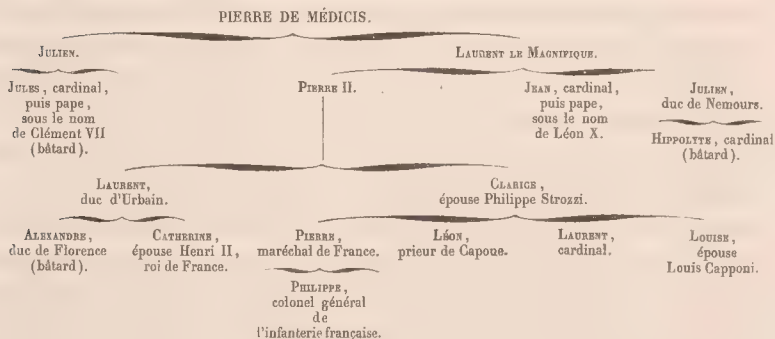 PIERRE DE MÉDICIS.
JULIEN.
LAURENT LE MAGNIFIQUE.
JULES, cardinal,
puis pape,
sous le nom
de Clément VII
(bâtard).
PIERRE II.
JEAN, cardinal,
puis pape,
sous le nom
de Léon X.
JULIEN,
duc de Nemours.
HIPPOLYTE, cardinal
(bâtard).
LAURENT,
duc d'Urbain.
CLARICE,
épouse Philippe Strozzi.
ALEXANDRE,
duc de Florence
(bâtard).
CATHERINE,
épouse Henri II,
roi de France.
PIERRE,
maréchal de France.
LÉON,
prieur de Capoue.
LAURENT,
cardinal.
LOUISE,
épouse
Louis Capponi.
PHILIPPE,
colonel général
de
l'infanterie française.